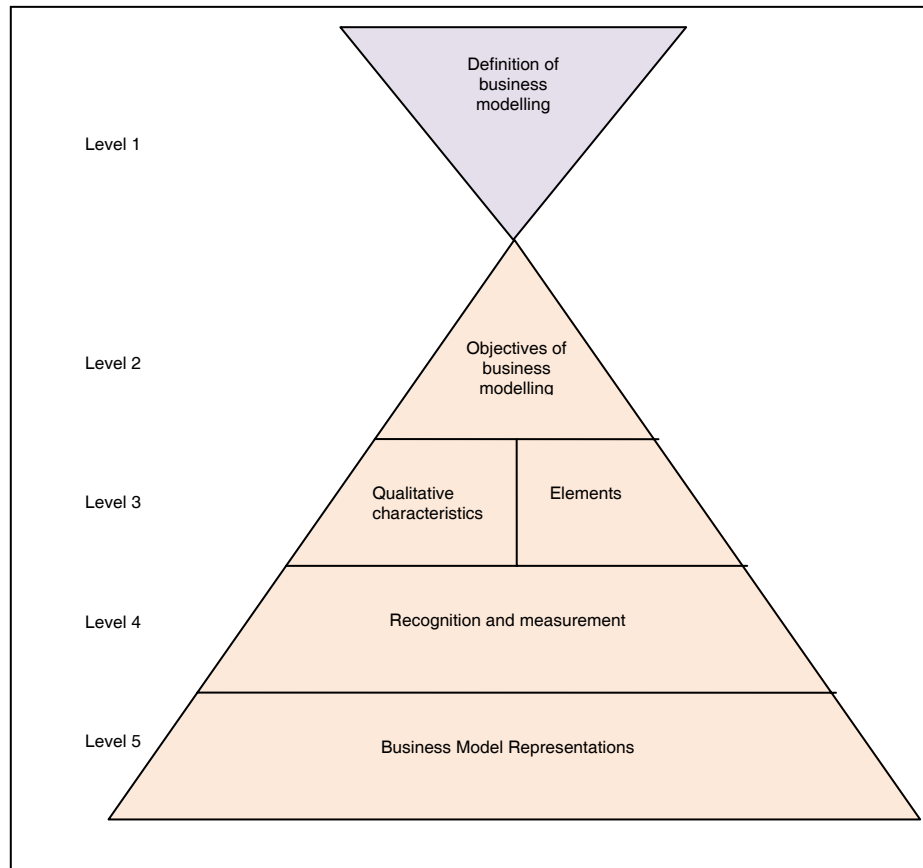 Definition of
business
modelling
Level 1
Objectives of
business
modelling
Level 2
Qualitative
characteristics
Elements
Level 3
Recognition and measurement
Level 4
Business Model Representations
Level 5